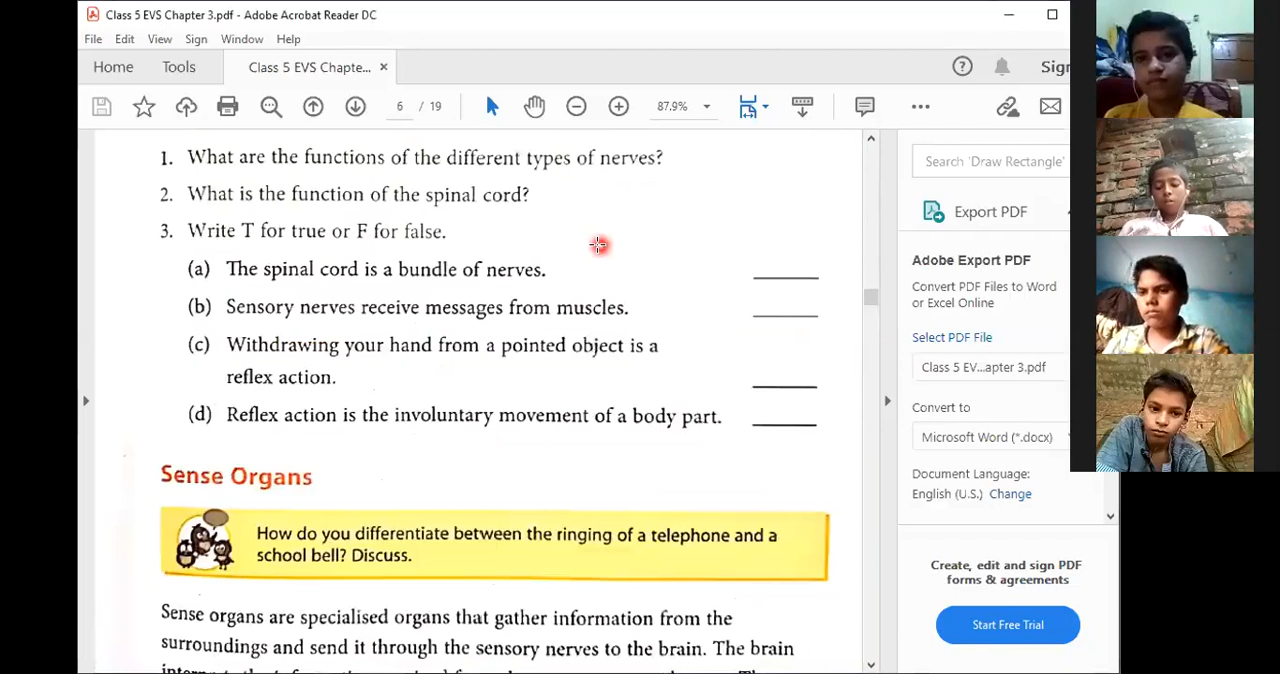 Class 5 EVS Chapter 3.pdf - Adobe Acrobat Reader DC
File Edit View Sign Window Help
Home Tools Class 5 EVS Chapte... × Sign
6 / 19 87.9%
1. What are the functions of the different types of nerves?
2. What is the function of the spinal cord?
3. Write T for true or F for false.
(a) The spinal cord is a bundle of nerves.
(b) Sensory nerves receive messages from muscles.
(c) Withdrawing your hand from a pointed object is a
reflex action.
(d) Reflex action is the involuntary movement of a body part.
Sense Organs
How do you differentiate between the ringing of a telephone and a
school bell? Discuss.
Sense organs are specialised organs that gather information from the
surroundings and send it through the sensory nerves to the brain. The brain
Search 'Draw Rectangle'
Export PDF
Adobe Export PDF
Convert PDF Files to Word
or Excel Online
Select PDF File
Class 5 EV...apter 3.pdf
Convert to
Microsoft Word (*.docx)
Document Language:
English (U.S.) Change
Create, edit and sign PDF
forms & agreements
Start Free Trial